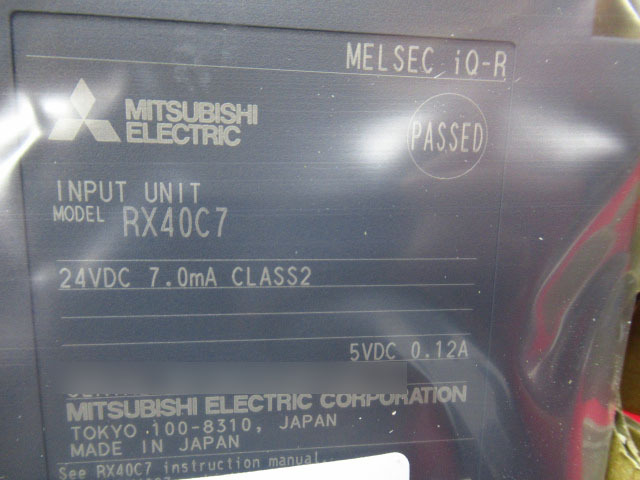 MELSEC iQ-R
MITSUBISHI
ELECTRIC
PASSED
INPUT UNIT
MODEL RX40C7
24VDC 7.0mA CLASS2
5VDC 0.12A
MITSUBISHI ELECTRIC CORPORATION
TOKYO 100-8310, JAPAN
MADE IN JAPAN
See RX40C7 instruction manual.